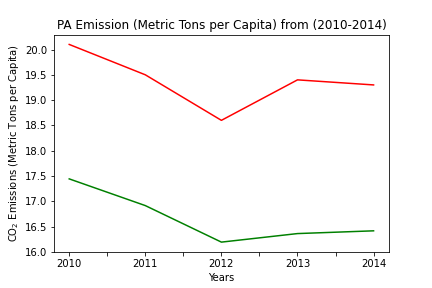 PA Emission (Metric Tons per Capita) from (2010-2014)
CO₂ Emissions (Metric Tons per Capita)
20.0
19.5
19.0
18.5
18.0
17.5
17.0
16.5
16.0
2010 2011 2012 2013 2014
Years